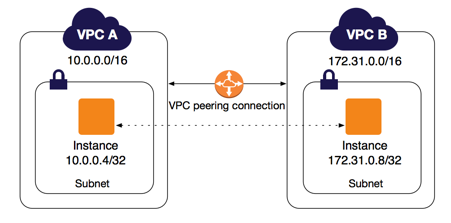 VPC A
10.0.0.0/16
Instance
10.0.0.4/32
Subnet
VPC peering connection
VPC B
172.31.0.0/16
Instance
172.31.0.8/32
Subnet